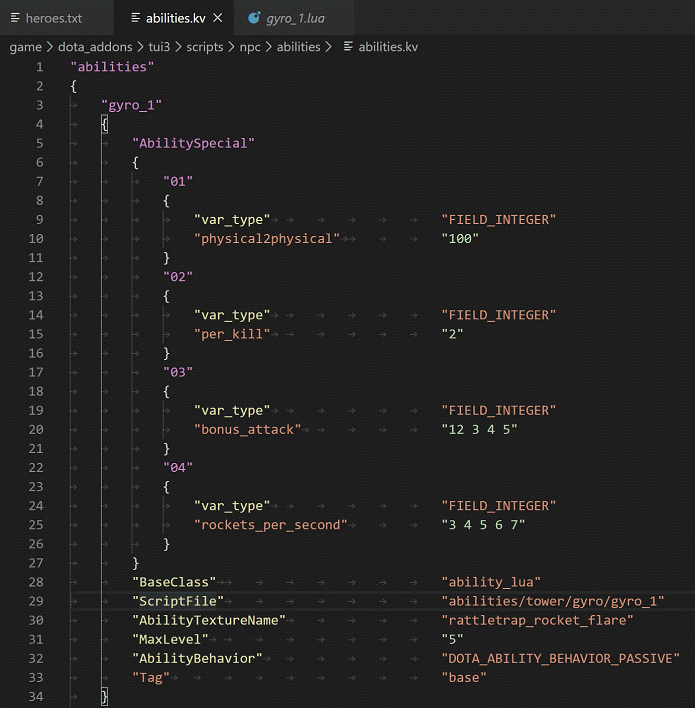 heroes.txt abilities.kv gyro_1.lua
game > dota_addons > tui3 > scripts > npc > abilities > abilities.kv
1 "abilities"
2 {
3 "gyro_1"
4 {
5 "AbilitySpecial"
6 {
7 "01"
8 {
9 "var_type" "FIELD_INTEGER"
10 "physical2physical" "100"
11 }
12 "02"
13 {
14 "var_type" "FIELD_INTEGER"
15 "per_kill" "2"
16 }
17 "03"
18 {
19 "var_type" "FIELD_INTEGER"
20 "bonus_attack" "12 3 4 5"
21 }
22 "04"
23 {
24 "var_type" "FIELD_INTEGER"
25 "rockets_per_second" "3 4 5 6 7"
26 }
27 }
28 "BaseClass" "ability_lua"
29 "ScriptFile" "abilities/tower/gyro/gyro_1"
30 "AbilityTextureName" "rattletrap_rocket_flare"
31 "MaxLevel" "5"
32 "AbilityBehavior" "DOTA_ABILITY_BEHAVIOR_PASSIVE"
33 "Tag" "base"
34 }